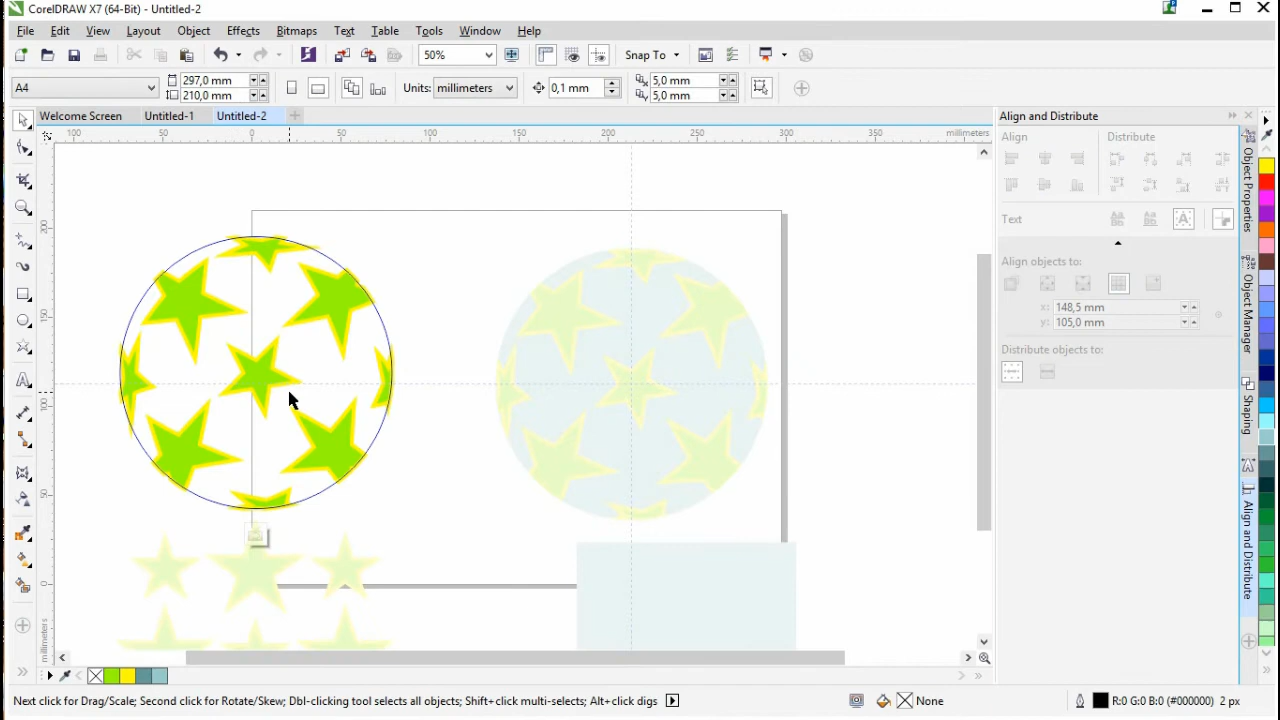 CorelDRAW X7 (64-Bit) - Untitled-2
File Edit View Layout Object Effects Bitmaps Text Table Tools Window Help
50% Snap To
A4 297,0 mm 210,0 mm Units: millimeters 0,1 mm 5,0 mm 5,0 mm
Welcome Screen Untitled-1 Untitled-2
100 50 0 50 100 150 200 250 300 350 millimeters
150
100
50
0
millimeters
Align and Distribute
Align Distribute
Text
Align objects to:
x: 148,5 mm
y: 105,0 mm
Distribute objects to:
Object Properties
Object Manager
Shaping
Align and Distribute
Next click for Drag/Scale; Second click for Rotate/Skew; Dbl-clicking tool selects all objects; Shift+click multi-selects; Alt+click digs
None
R:0 G:0 B:0 (#000000) 2 px